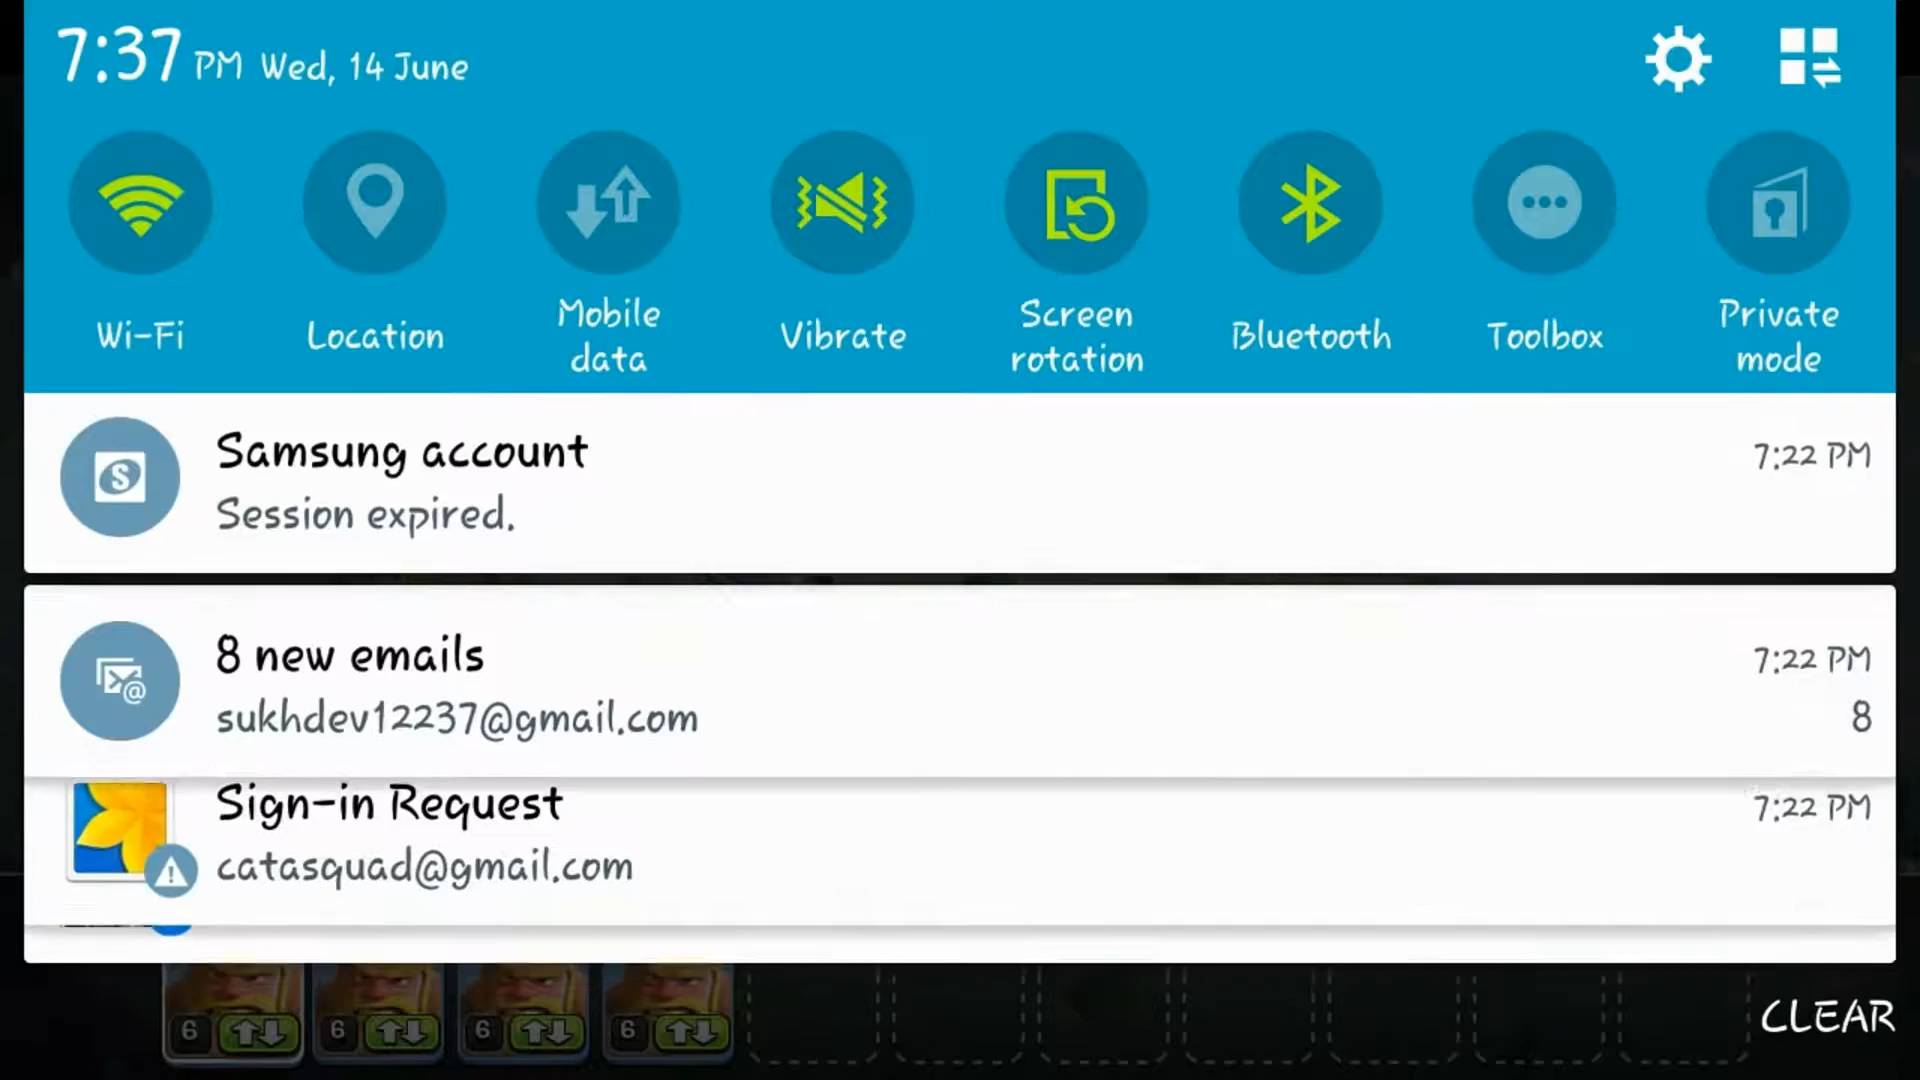 7:37 PM Wed, 14 June
Wi-Fi
Location
Mobile
data
Vibrate
Screen
rotation
Bluetooth
Toolbox
Private
mode
Samsung account
7:22 PM
Session expired.
8 new emails
7:22 PM
sukhdev12237@gmail.com
8
Sign-in Request
7:22 PM
catasquad@gmail.com
6
6
6
6
CLEAR